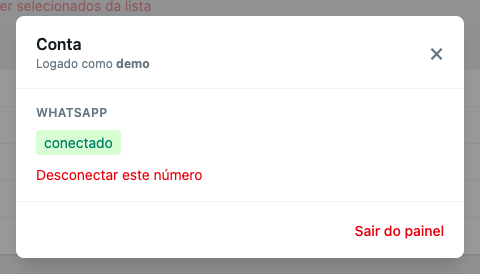 er selecionados da lista
Conta
Logado como demo
WHATSAPP
conectado
Desconectar este número
Sair do painel